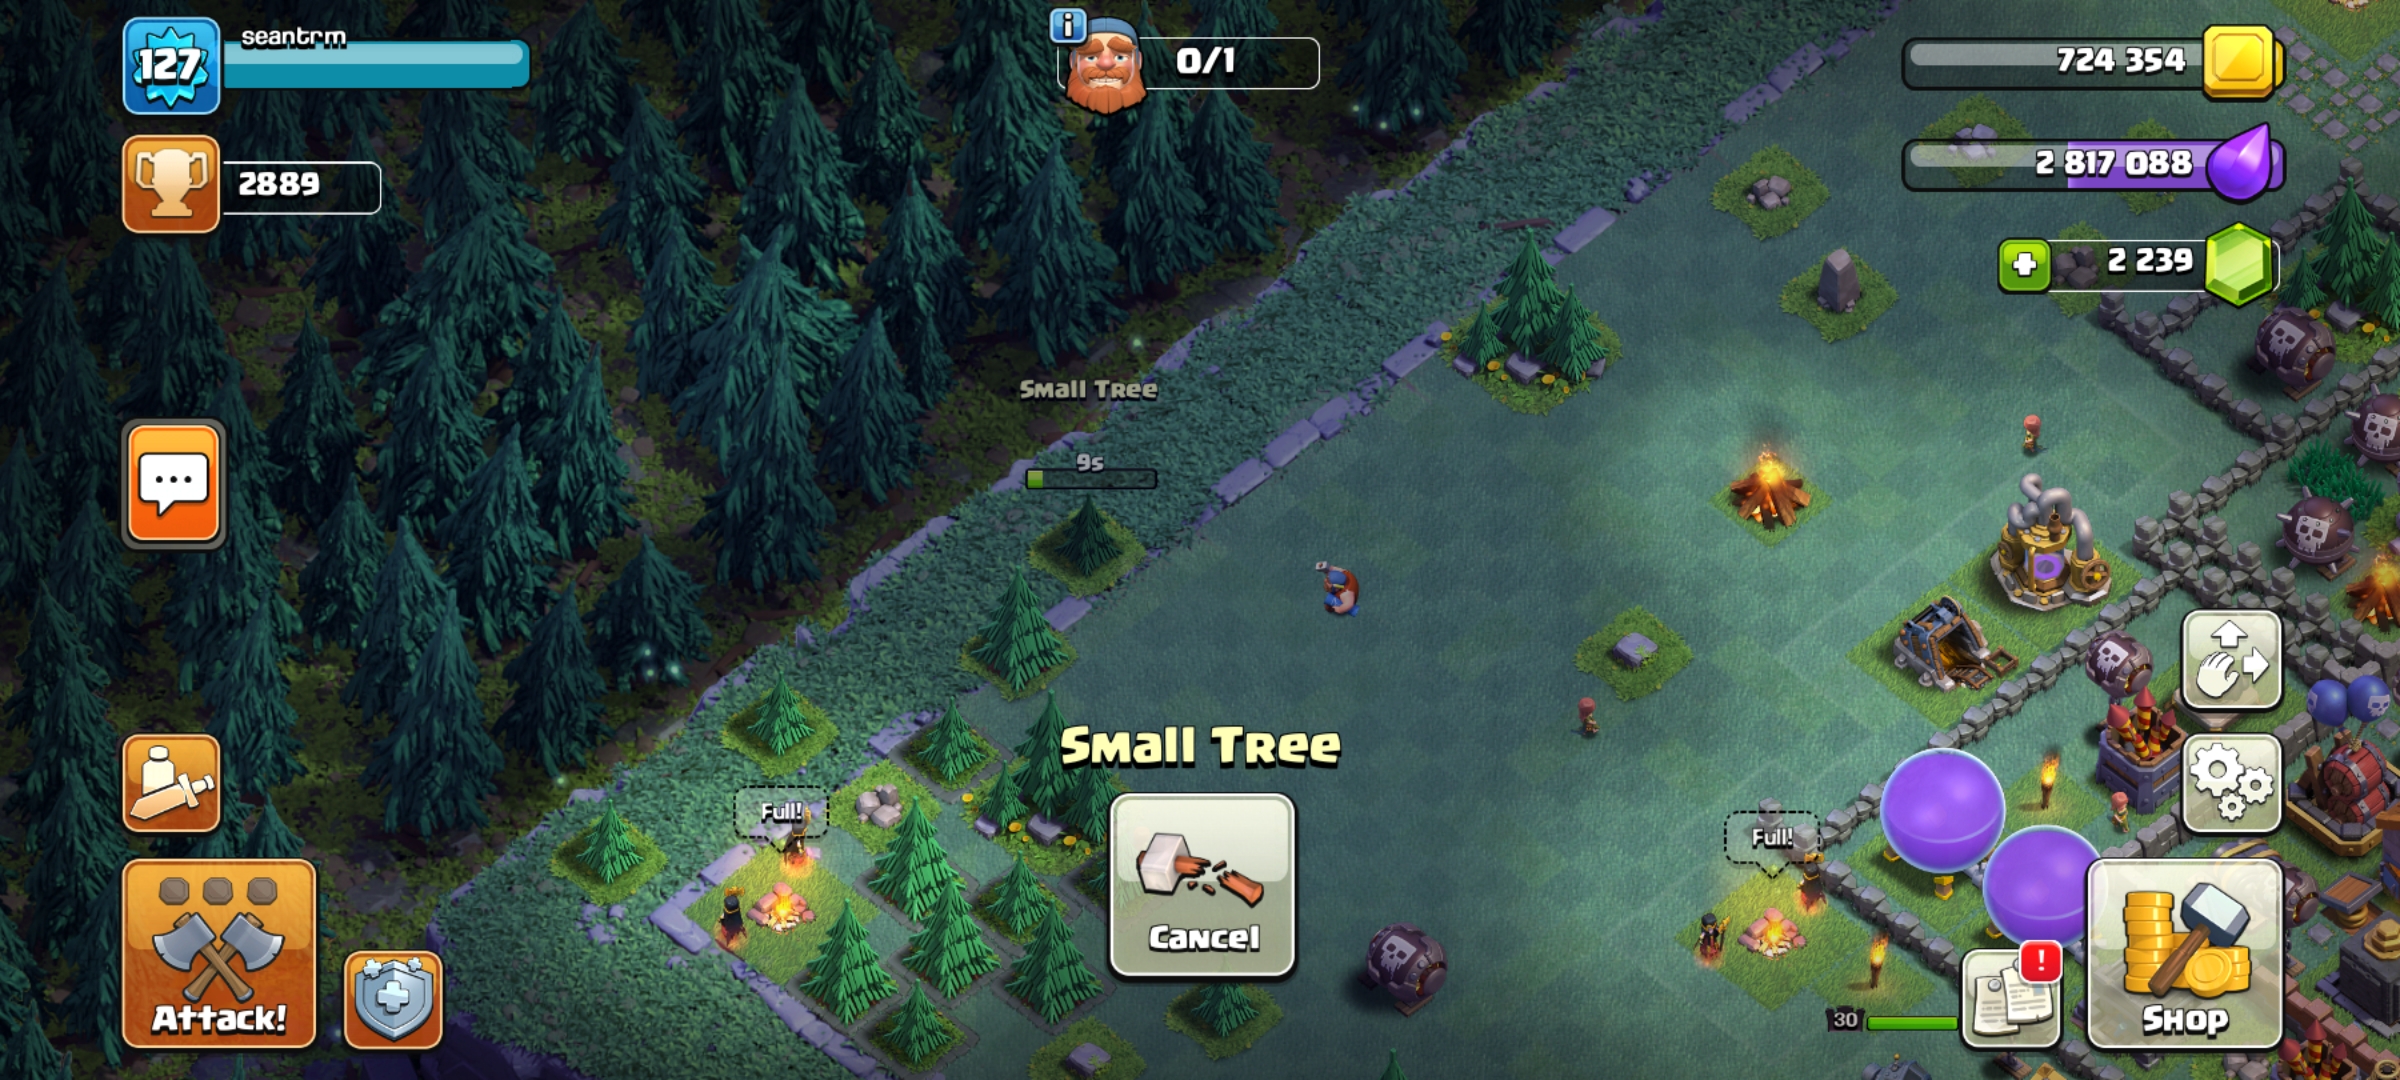 127
seantrm
0/1
724 354
2889
2 817 088
2 239
Small Tree
9s
Small Tree
Full!
Full!
Cancel
Attack!
30
!
Shop